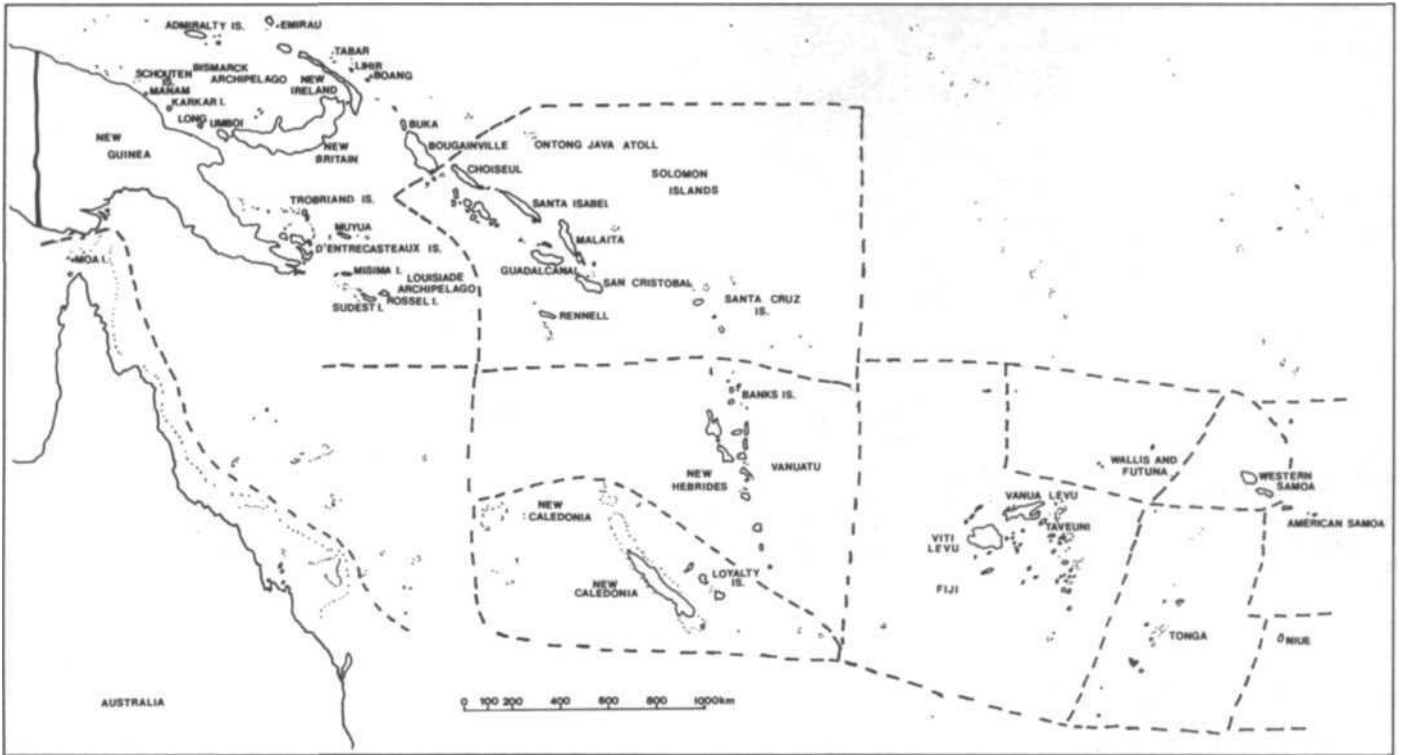 ADMIRALTY IS.
EMIRAU
TABAR
LIHIR
BOANG
BISMARCK
ARCHIPELAGO
SCHOUTEN
IS.
MANAM
KARKAR I.
NEW
IRELAND
LONG
UMBOI
NEW
GUINEA
NEW
BRITAIN
BUKA
BOUGAINVILLE
ONTONG JAVA ATOLL
CHOISEUL
SOLOMON
ISLANDS
SANTA ISABEL
TROBRIAND IS.
MUYUA
D'ENTRECASTEAUX IS.
MALAITA
MOA I.
MISIMA I.
LOUISIADE
ARCHIPELAGO
ROSSEL I.
SUDEST I.
GUADALCANAL
SAN CRISTOBAL
SANTA CRUZ
IS.
RENNELL
BANKS IS.
NEW
HEBRIDES
VANUATU
WALLIS AND
FUTUNA
WESTERN
SAMOA
AMERICAN SAMOA
NEW
CALEDONIA
VANUA LEVU
TAVEUNI
VITI
LEVU
LOYALTY
IS.
NEW
CALEDONIA
FIJI
TONGA
NIUE
AUSTRALIA
0 100 200 400 600 800 1000km